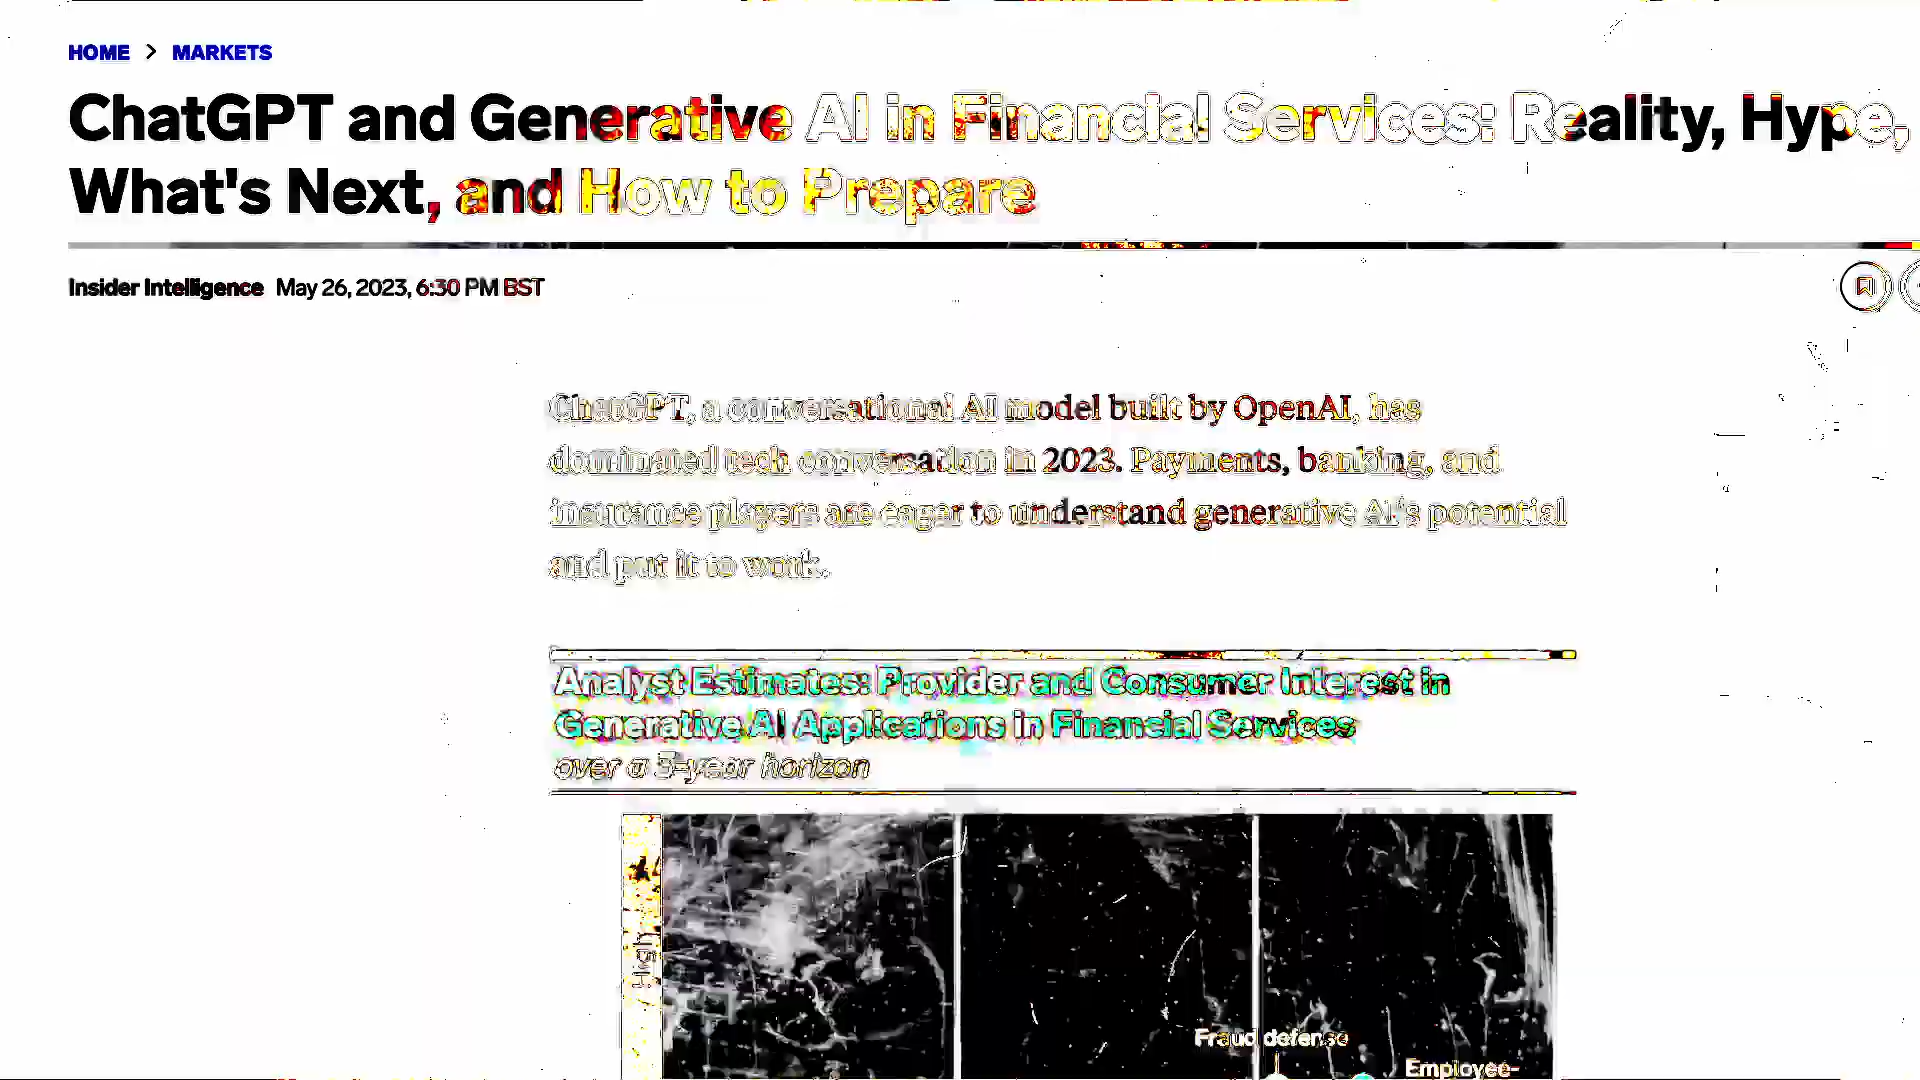 HOME > MARKETS
ChatGPT and Generative AI in Financial Services: Reality, Hype,
What's Next, and How to Prepare
Insider Intelligence May 26, 2023, 6:30 PM BST
ChatGPT, a conversational AI model built by OpenAI, has
dominated tech conversation in 2023. Payments, banking, and
insurance players are eager to understand generative AI's potential
and put it to work.
Analyst Estimates: Provider and Consumer Interest in
Generative AI Applications in Financial Services
over a 5-year horizon
High
Fraud defense
Employee-